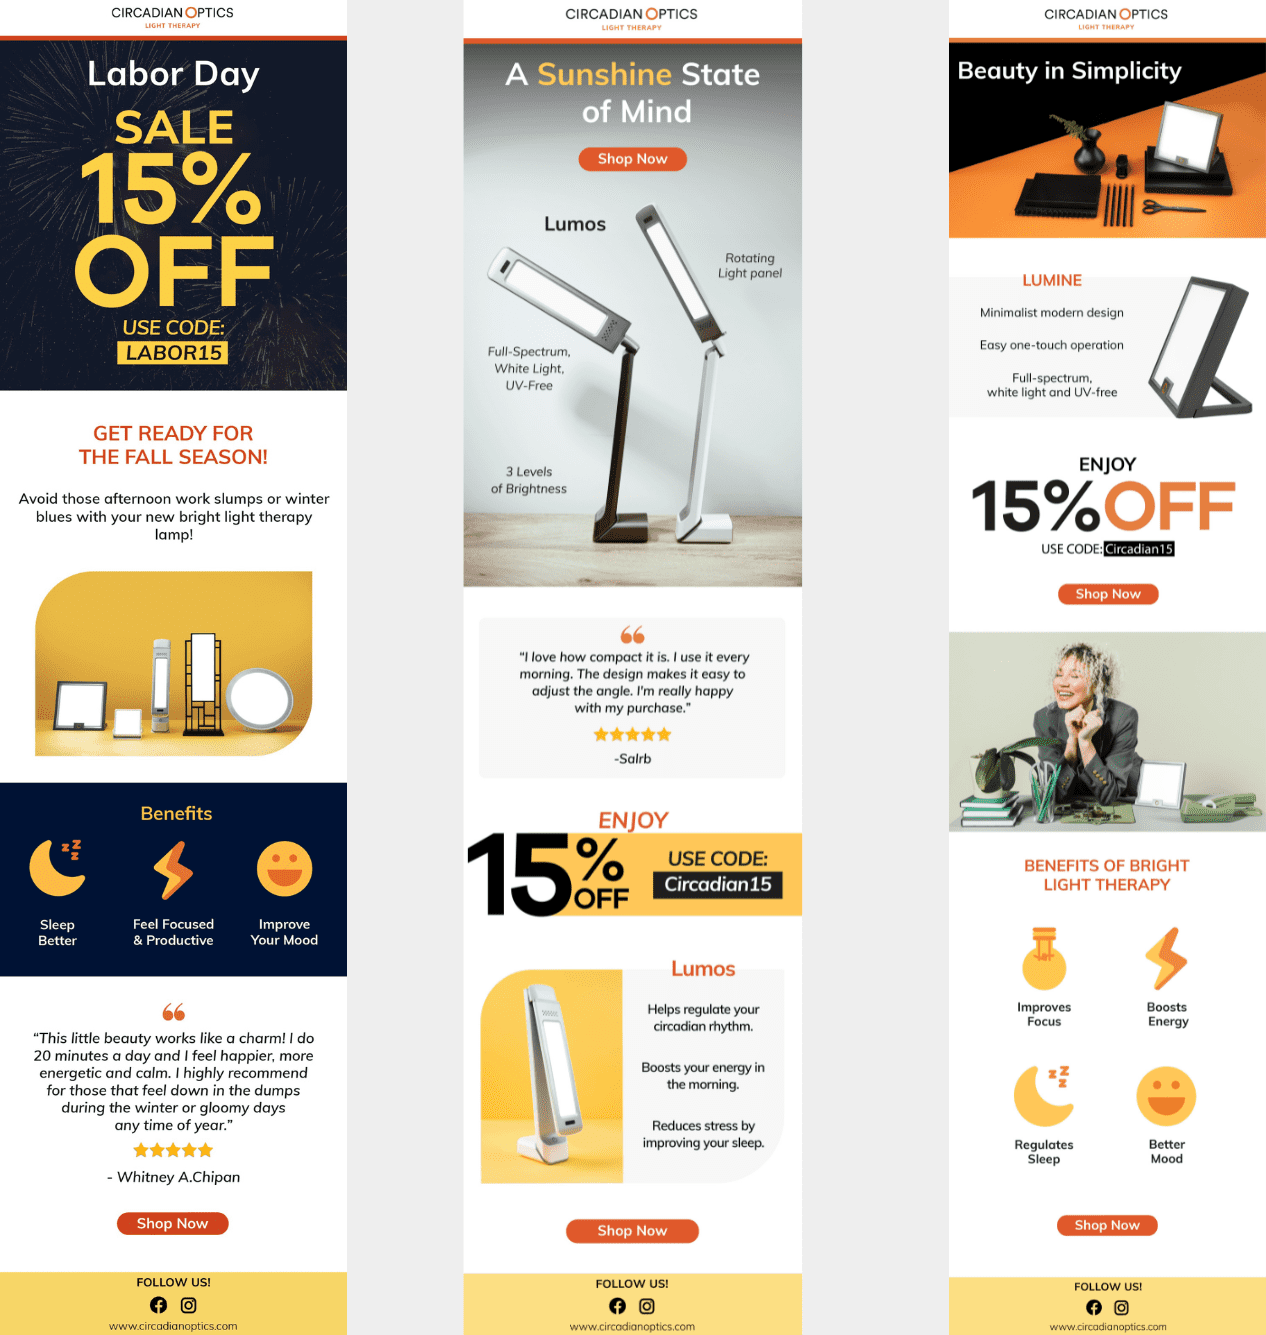 CIRCADIAN OPTICS
LIGHT THERAPY
Labor Day
SALE
15%
OFF
USE CODE:
LABOR15
GET READY FOR
THE FALL SEASON!
Avoid those afternoon work slumps or winter
blues with your new bright light therapy
lamp!
Benefits
Sleep
Better
Feel Focused
& Productive
Improve
Your Mood
“This little beauty works like a charm! I do
20 minutes a day and I feel happier, more
energetic and calm. I highly recommend
for those that feel down in the dumps
during the winter or gloomy days
any time of year.”
- Whitney A.Chipan
Shop Now
FOLLOW US!
www.circadianoptics.com
CIRCADIAN OPTICS
LIGHT THERAPY
A Sunshine State
of Mind
Shop Now
Lumos
Rotating
Light panel
Full-Spectrum,
White Light,
UV-Free
3 Levels
of Brightness
“I love how compact it is. I use it every
morning. The design makes it easy to
adjust the angle. I'm really happy
with my purchase.”
-Salrb
ENJOY
15%
OFF
USE CODE:
Circadian15
Lumos
Helps regulate your
circadian rhythm.
Boosts your energy in
the morning.
Reduces stress by
improving your sleep.
Shop Now
FOLLOW US!
www.circadianoptics.com
CIRCADIAN OPTICS
LIGHT THERAPY
Beauty in Simplicity
LUMINE
Minimalist modern design
Easy one-touch operation
Full-spectrum,
white light and UV-free
ENJOY
15%OFF
USE CODE: Circadian15
Shop Now
BENEFITS OF BRIGHT
LIGHT THERAPY
Improves
Focus
Boosts
Energy
Regulates
Sleep
Better
Mood
Shop Now
FOLLOW US!
www.circadianoptics.com